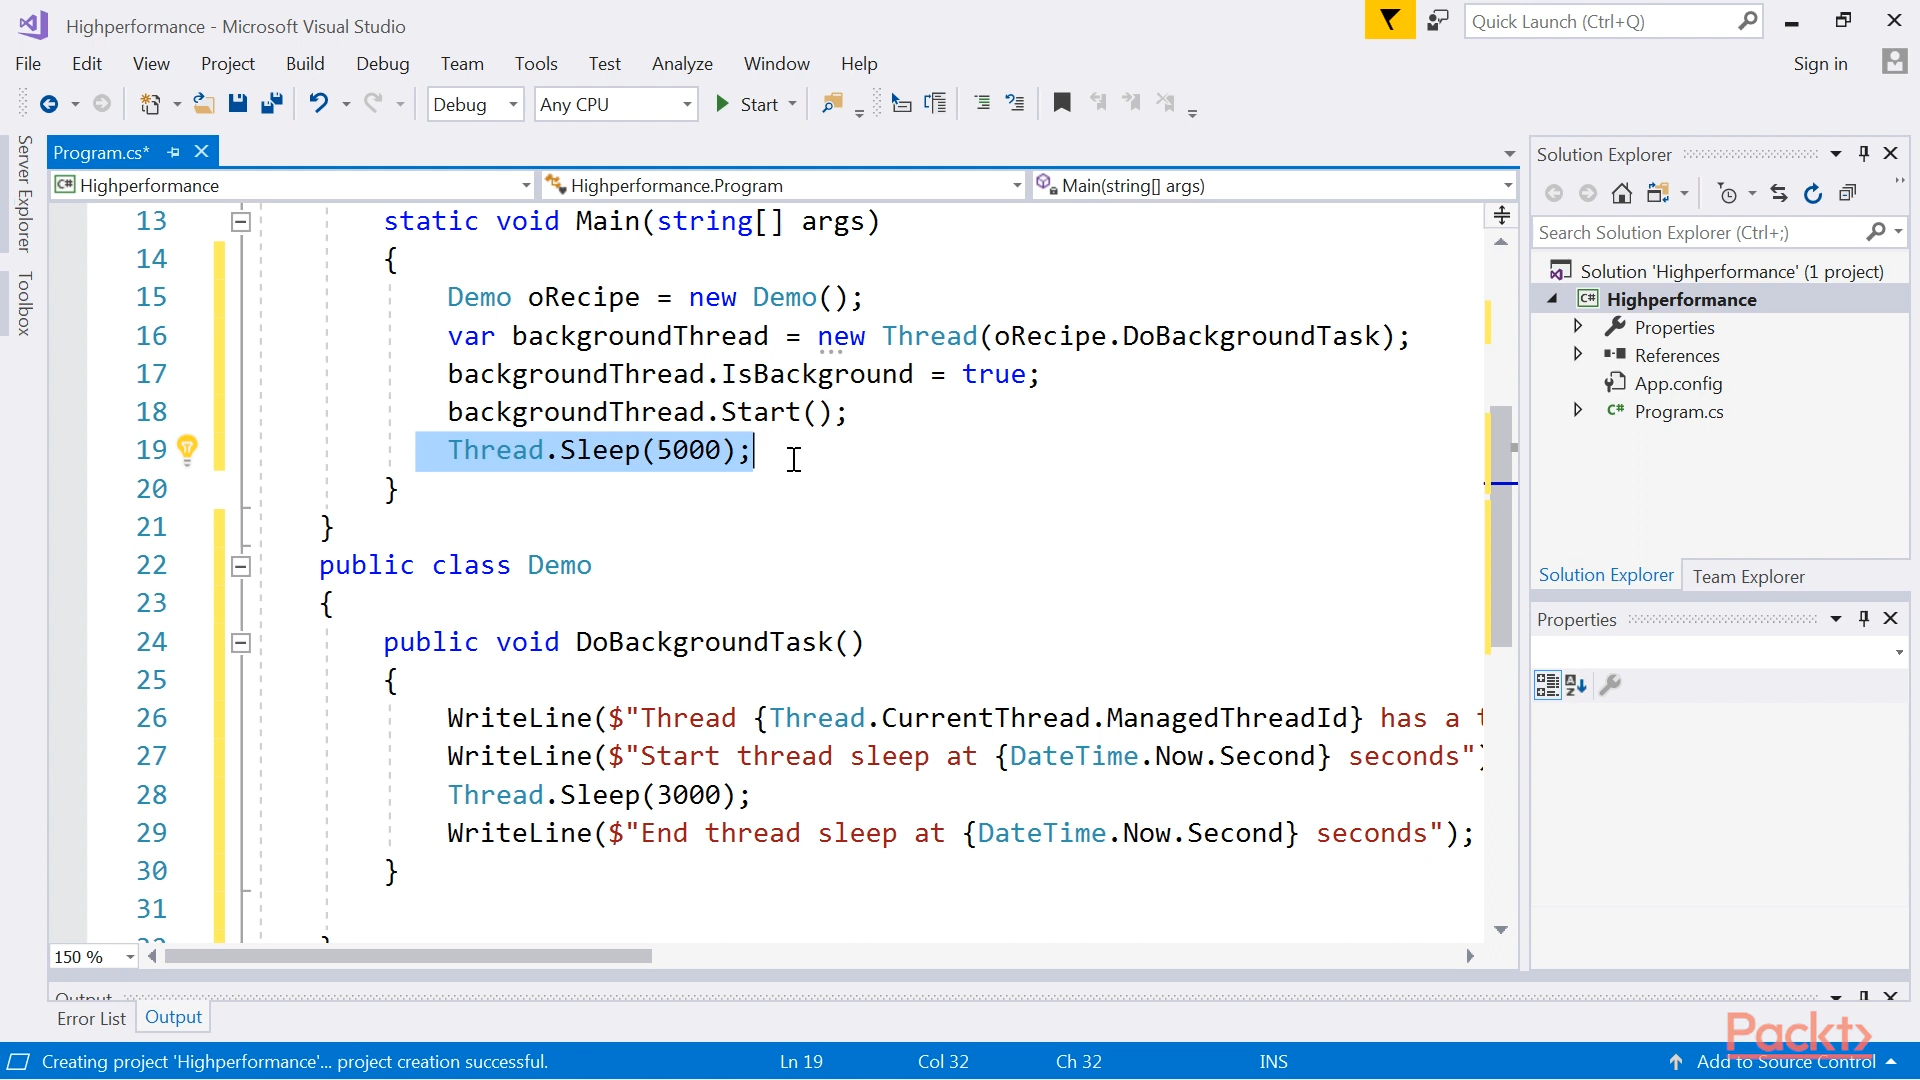 Highperformance - Microsoft Visual Studio
Quick Launch (Ctrl+Q)
File Edit View Project Build Debug Team Tools Test Analyze Window Help
Sign in
Debug Any CPU Start
Server Explorer
Toolbox
Program.cs*
Highperformance Highperformance.Program Main(string[] args)
13 static void Main(string[] args)
14 {
15 Demo oRecipe = new Demo();
16 var backgroundThread = new Thread(oRecipe.DoBackgroundTask);
17 backgroundThread.IsBackground = true;
18 backgroundThread.Start();
19 Thread.Sleep(5000);
20 }
21 }
22 public class Demo
23 {
24 public void DoBackgroundTask()
25 {
26 WriteLine($"Thread {Thread.CurrentThread.ManagedThreadId} has a
27 WriteLine($"Start thread sleep at {DateTime.Now.Second} seconds")
28 Thread.Sleep(3000);
29 WriteLine($"End thread sleep at {DateTime.Now.Second} seconds");
30 }
31
150 %
Solution Explorer
Search Solution Explorer (Ctrl+;)
Solution 'Highperformance' (1 project)
C# Highperformance
Properties
References
App.config
C# Program.cs
Solution Explorer Team Explorer
Properties
Output
Error List Output
Packt>
Creating project 'Highperformance'... project creation successful. Ln 19 Col 32 Ch 32 INS Add to Source Control